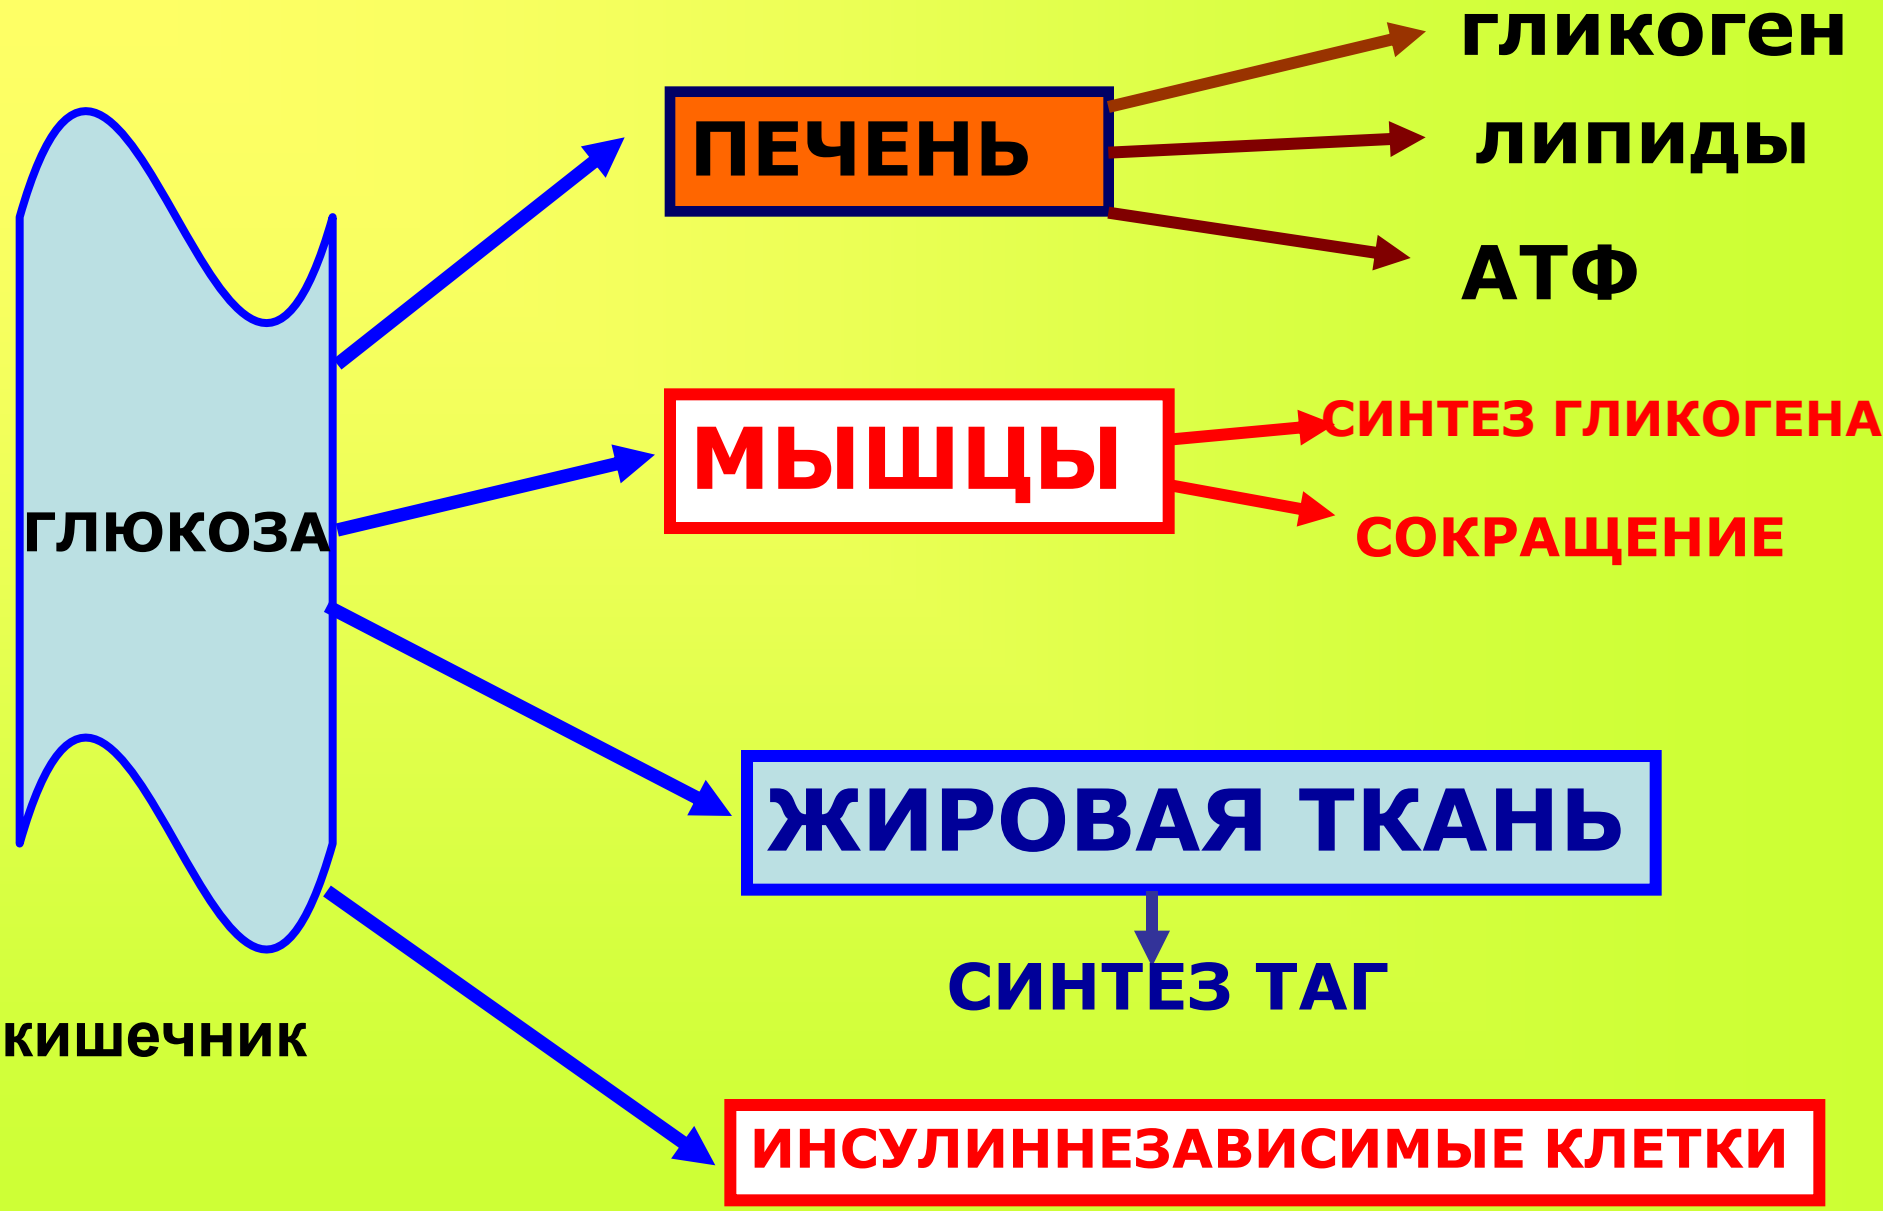 гликоген
ПЕЧЕНЬ
липиды
АТФ
СИНТЕЗ ГЛИКОГЕНА
МЫШЦЫ
ГЛЮКОЗА
СОКРАЩЕНИЕ
ЖИРОВАЯ ТКАНЬ
СИНТЕЗ ТАГ
кишечник
ИНСУЛИННЕЗАВИСИМЫЕ КЛЕТКИ